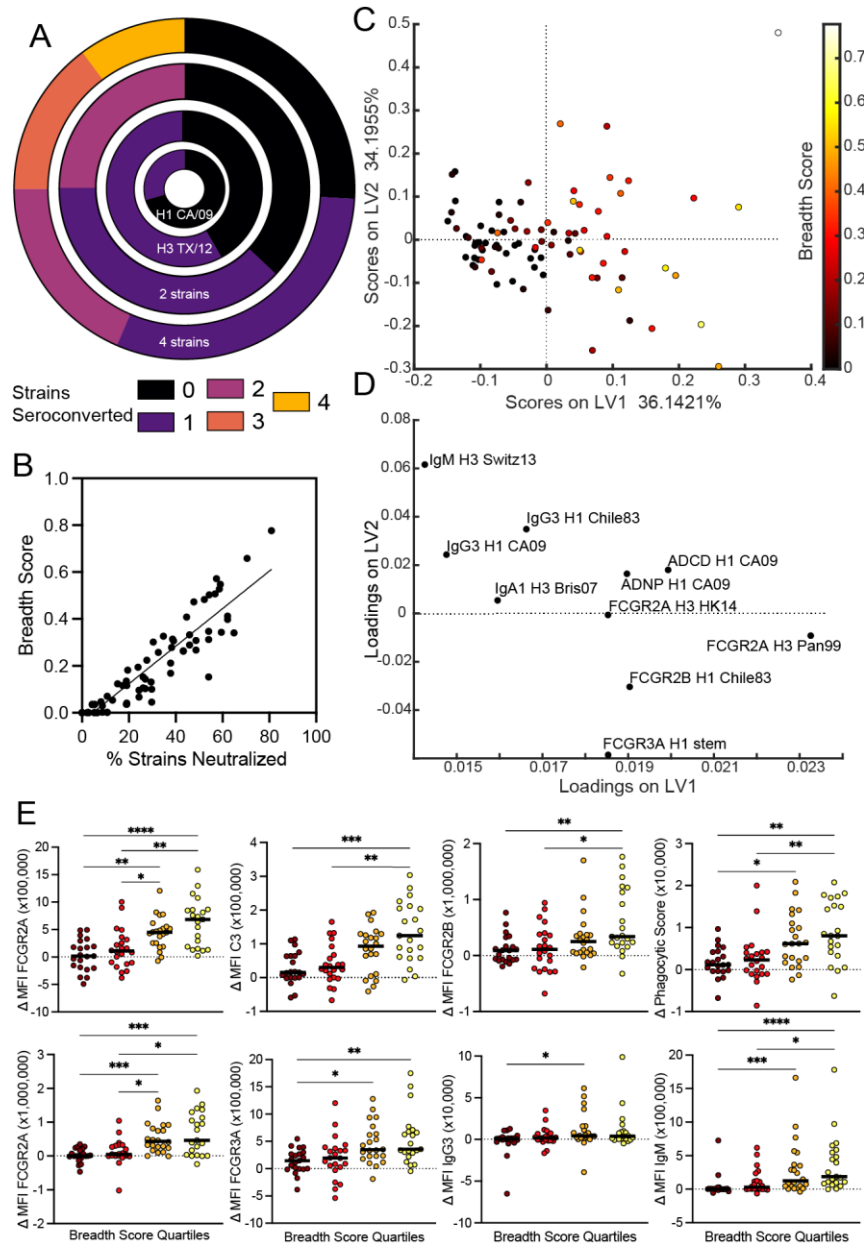 A
H1 CA/09
H3 TX/12
2 strains
4 strains
Strains
Seroconverted
0
1
2
3
4
B
Breadth Score
1.0
0.8
0.6
0.4
0.2
0.0
0 20 40 60 80 100
% Strains Neutralized
C
Scores on LV2 34.1955%
0.5
0.4
0.3
0.2
0.1
0
-0.1
-0.2
-0.3
-0.2 -0.1 0 0.1 0.2 0.3 0.4
Scores on LV1 36.1421%
Breadth Score
0.7
0.6
0.5
0.4
0.3
0.2
0.1
0
D
Loadings on LV2
0.08
0.06
0.04
0.02
0
-0.02
-0.04
IgM H3 Switz13
IgG3 H1 Chile83
IgG3 H1 CA09
ADCD H1 CA09
ADNP H1 CA09
IgA1 H3 Bris07
FCGR2A H3 HK14
FCGR2A H3 Pan99
FCGR2B H1 Chile83
FCGR3A H1 stem
0.015 0.017 0.019 0.021 0.023
Loadings on LV1
E
Δ MFI FCGR2A (x100,000)
20
15
10
5
0
-5
-10
****
**
**
*
Δ MFI C3 (x100,000)
4
3
2
1
0
-1
***
**
Δ MFI FCGR2B (x1,000,000)
2
1
0
-1
**
*
Δ Phagocytic Score (x10,000)
3
2
1
0
-1
**
**
*
Δ MFI FCGR2A (x1,000,000)
3
2
1
0
-1
-2
***
*
***
*
Breadth Score Quartiles
Δ MFI FCGR3A (x100,000)
20
15
10
5
0
-5
-10
**
*
Breadth Score Quartiles
Δ MFI IgG3 (x10,000)
10
5
0
-5
-10
*
Breadth Score Quartiles
Δ MFI IgM (x100,000)
20
15
10
5
0
-5
****
*
***
Breadth Score Quartiles